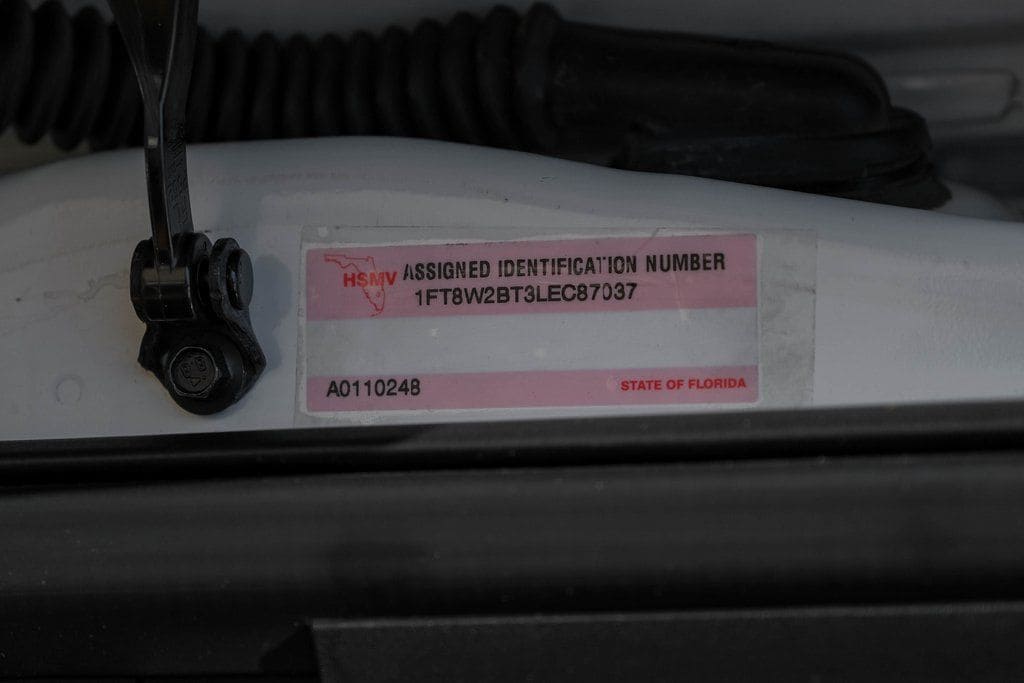 HSMV ASSIGNED IDENTIFICATION NUMBER
1FT8W2BT3LEC87037
A0110248 STATE OF FLORIDA